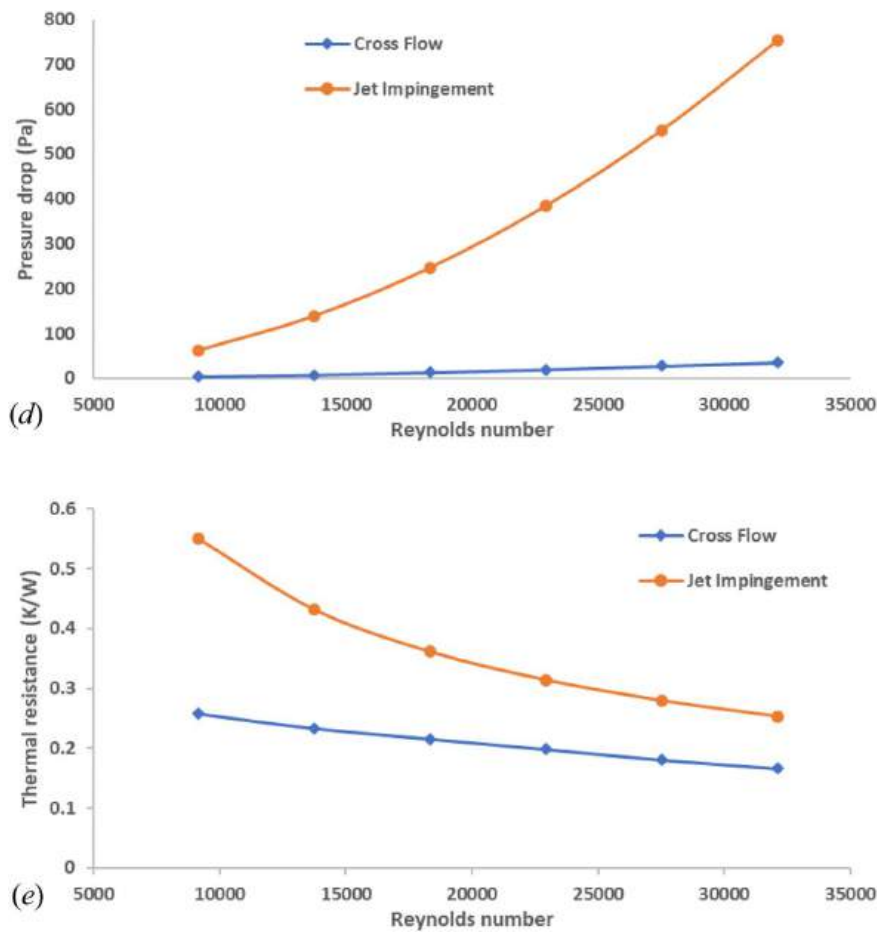 800
700
600
500
400
300
200
100
0
Presure drop (Pa)
Cross Flow
Jet Impingement
5000 10000 15000 20000 25000 30000 35000
Reynolds number
(d)
0.6
0.5
0.4
0.3
0.2
0.1
0
Thermal resistance (K/W)
Cross Flow
Jet Impingement
5000 10000 15000 20000 25000 30000 35000
Reynolds number
(e)